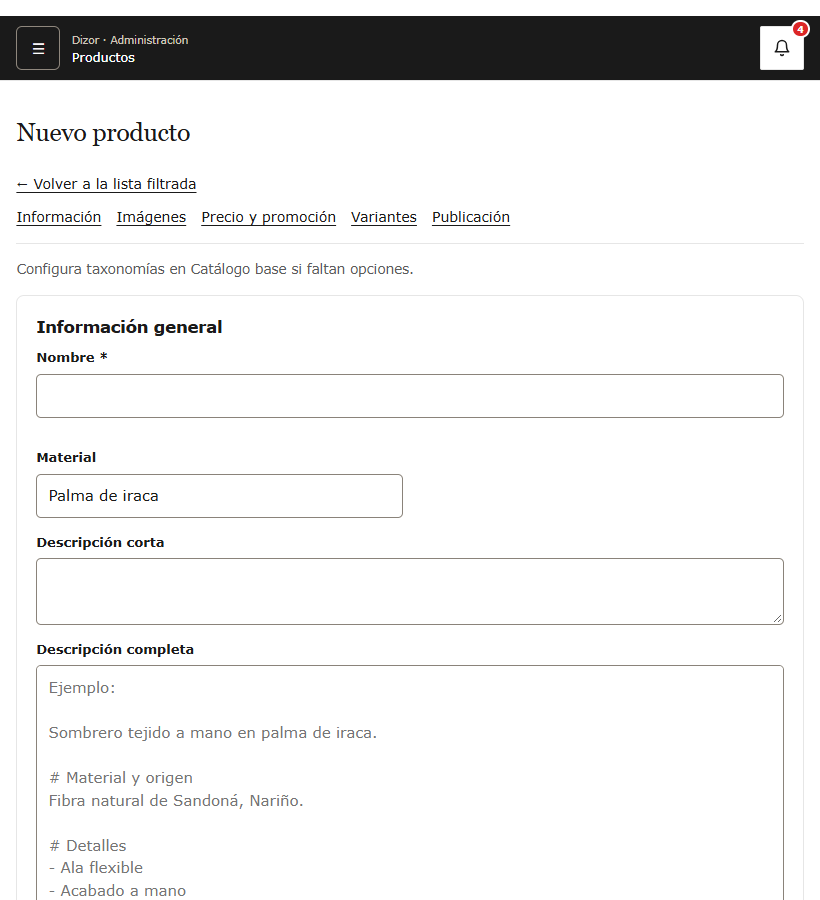 ☰
Dizor · Administración
Productos
4
Nuevo producto
← Volver a la lista filtrada
Información Imágenes Precio y promoción Variantes Publicación
Configura taxonomías en Catálogo base si faltan opciones.
Información general
Nombre *
Material
Palma de iraca
Descripción corta
Descripción completa
Ejemplo:
Sombrero tejido a mano en palma de iraca.
# Material y origen
Fibra natural de Sandoná, Nariño.
# Detalles
- Ala flexible
- Acabado a mano